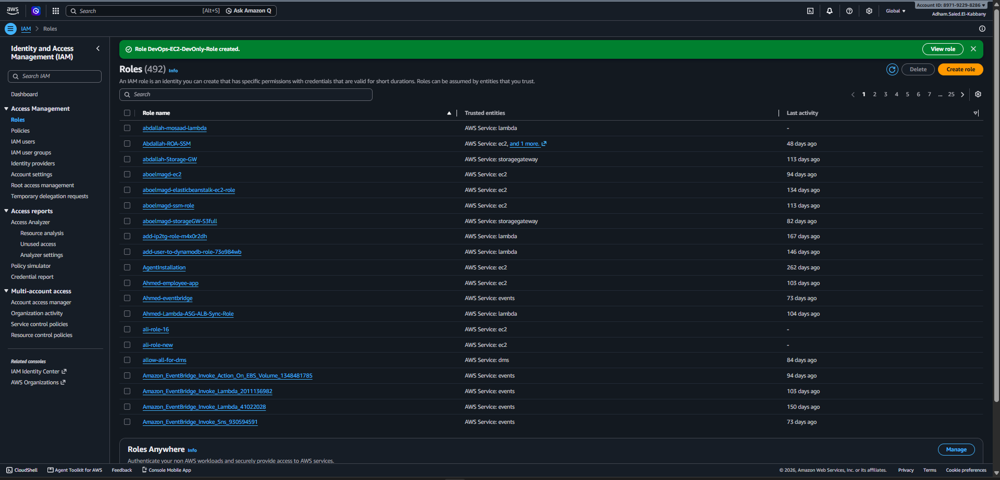 aws
Search [Alt+S] Ask Amazon Q
Global
Account ID: 8971-9229-8286
Adham.Saied.El-Kabbany
IAM > Roles
Identity and Access Management (IAM)
Search IAM
Dashboard
Access Management
Roles
Policies
IAM users
IAM user groups
Identity providers
Account settings
Root access management
Temporary delegation requests
Access reports
Access Analyzer
Resource analysis
Unused access
Analyzer settings
Policy simulator
Credential report
Multi-account access
Account access manager
Organization activity
Service control policies
Resource control policies
Related consoles
IAM Identity Center
AWS Organizations
Role DevOps-EC2-DevOnly-Role created.
View role
Roles (492) Info
Delete
Create role
An IAM role is an identity you can create that has specific permissions with credentials that are valid for short durations. Roles can be assumed by entities that you trust.
Search
1 2 3 4 5 6 7 ... 25
Role name Trusted entities Last activity
abdallah-mosaad-lambda AWS Service: lambda -
Abdallah-ROA-SSM AWS Service: ec2, and 1 more. 48 days ago
abdallah-Storage-GW AWS Service: storagegateway 113 days ago
aboelmagd-ec2 AWS Service: ec2 94 days ago
aboelmagd-elasticbeanstalk-ec2-role AWS Service: ec2 134 days ago
aboelmagd-ssm-role AWS Service: ec2 113 days ago
aboelmagd-storageGW-S3full AWS Service: storagegateway 82 days ago
add-ip2tg-role-m4x0r2dh AWS Service: lambda 167 days ago
add-user-to-dynamodb-role-73o984wb AWS Service: lambda 146 days ago
AgentInstallation AWS Service: ec2 262 days ago
Ahmed-employee-app AWS Service: ec2 103 days ago
Ahmed-eventbridge AWS Service: events 73 days ago
Ahmed-Lambda-ASG-ALB-Sync-Role AWS Service: lambda 104 days ago
ali-role-16 AWS Service: ec2 -
ali-role-new AWS Service: ec2 -
allow-all-for-dms AWS Service: dms 84 days ago
Amazon_EventBridge_Invoke_Action_On_EBS_Volume_1348481785 AWS Service: events 94 days ago
Amazon_EventBridge_Invoke_Lambda_2011136982 AWS Service: events 103 days ago
Amazon_EventBridge_Invoke_Lambda_41022028 AWS Service: events 150 days ago
Amazon_EventBridge_Invoke_Sns_930594591 AWS Service: events 73 days ago
Roles Anywhere Info
Manage
Authenticate your non AWS workloads and securely provide access to AWS services.
CloudShell Agent Toolkit for AWS Feedback Console Mobile App
© 2026, Amazon Web Services, Inc. or its affiliates. Privacy Terms Cookie preferences